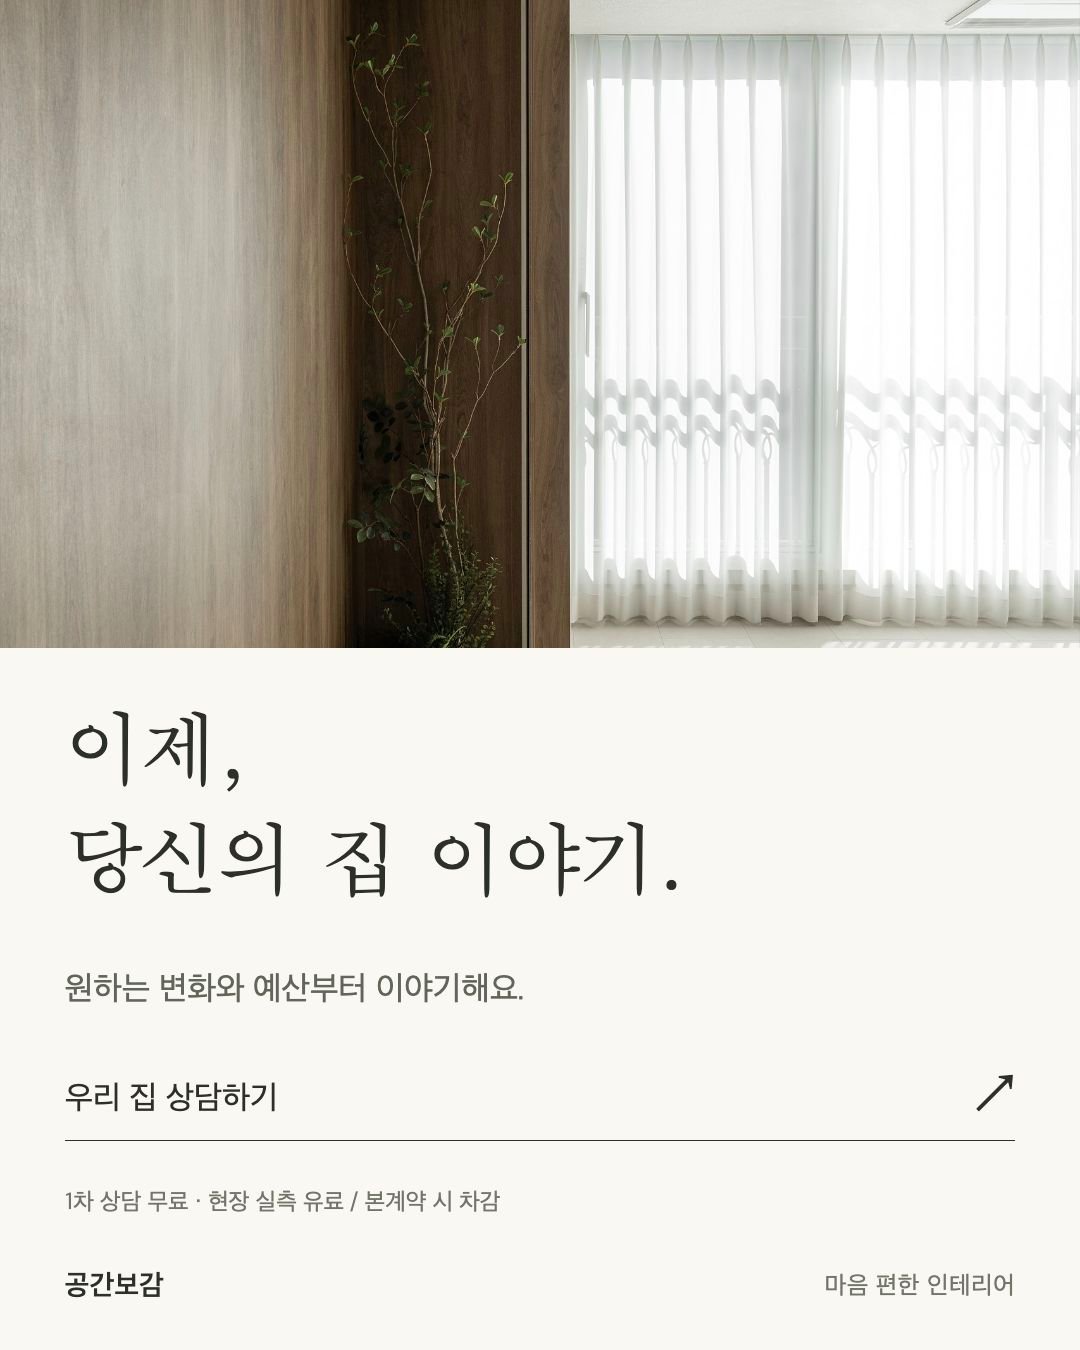 이제,
당신의 집 이야기.
원하는 변화와 예산부터 이야기해요.
우리 집 상담하기
1차 상담 무료 · 현장 실측 유료 / 본계약 시 차감
공간보감
마음 편한 인테리어